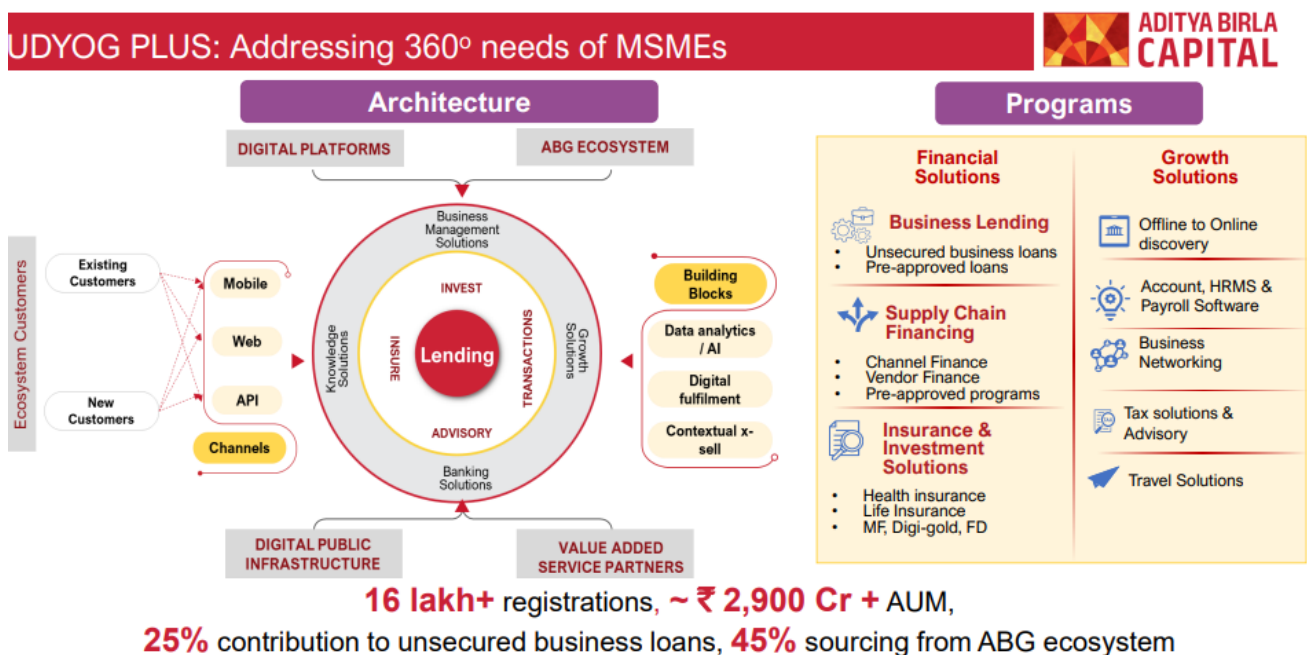 UDYOG PLUS: Addressing 360º needs of MSMEs
ADITYA BIRLA
CAPITAL
Architecture
DIGITAL PLATFORMS
ABG ECOSYSTEM
Ecosystem Customers
Existing
Customers
New
Customers
Mobile
Web
API
Channels
Business
Management
Solutions
Knowledge
Solutions
Growth
Solutions
Banking
Solutions
INVEST
INSURE
TRANSACTIONS
ADVISORY
Lending
Building
Blocks
Data analytics
/ AI
Digital
fulfilment
Contextual x-
sell
DIGITAL PUBLIC
INFRASTRUCTURE
VALUE ADDED
SERVICE PARTNERS
Programs
Financial
Solutions
Business Lending
• Unsecured business loans
• Pre-approved loans
Supply Chain
Financing
• Channel Finance
• Vendor Finance
• Pre-approved programs
Insurance &
Investment
Solutions
• Health insurance
• Life Insurance
• MF, Digi-gold, FD
Growth
Solutions
Offline to Online
discovery
Account, HRMS &
Payroll Software
Business
Networking
Tax solutions &
Advisory
Travel Solutions
16 lakh+ registrations, ~ ₹ 2,900 Cr + AUM,
25% contribution to unsecured business loans, 45% sourcing from ABG ecosystem